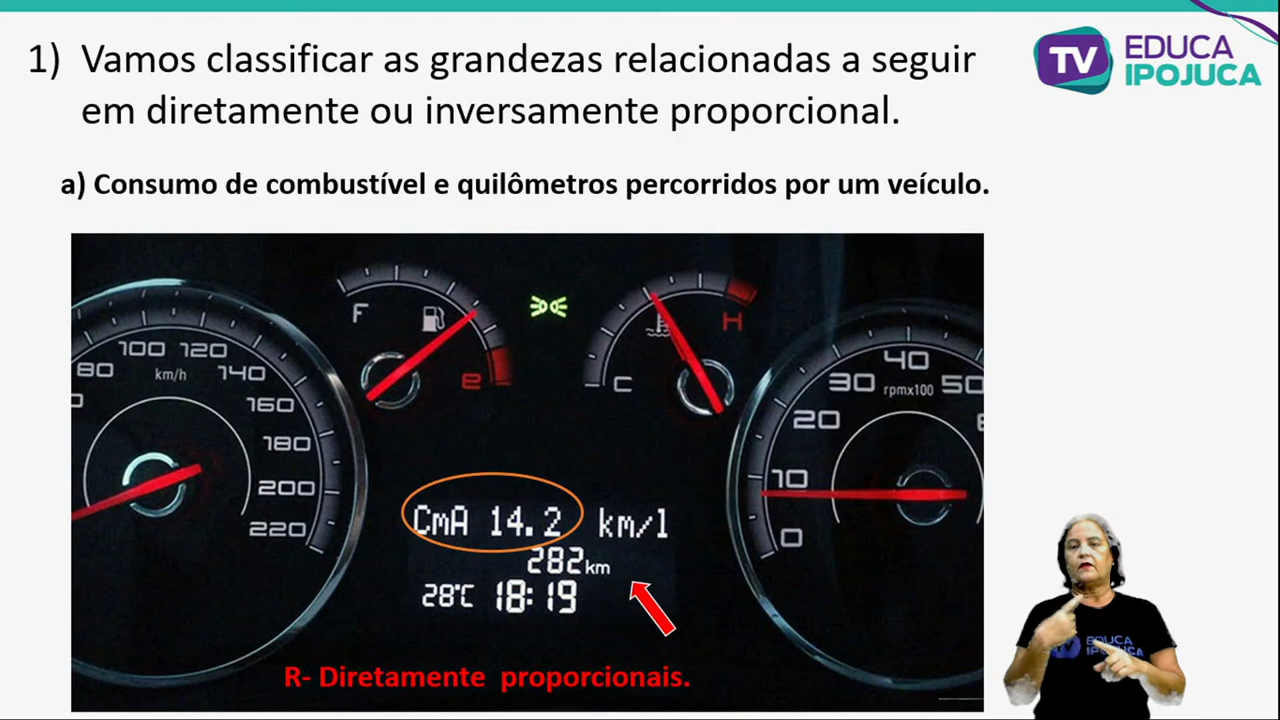 1) Vamos classificar as grandezas relacionadas a seguir
em diretamente ou inversamente proporcional.
TV EDUCA
IPOJUCA
a) Consumo de combustível e quilômetros percorridos por um veículo.
F
e
C
H
80 100 120 140 160 180 200 220
km/h
0 10 20 30 40 50
rpmx100
CmA 14.2 km/l
282km
28°C 18:19
R- Diretamente proporcionais.
EDUCA
IPOJUCA